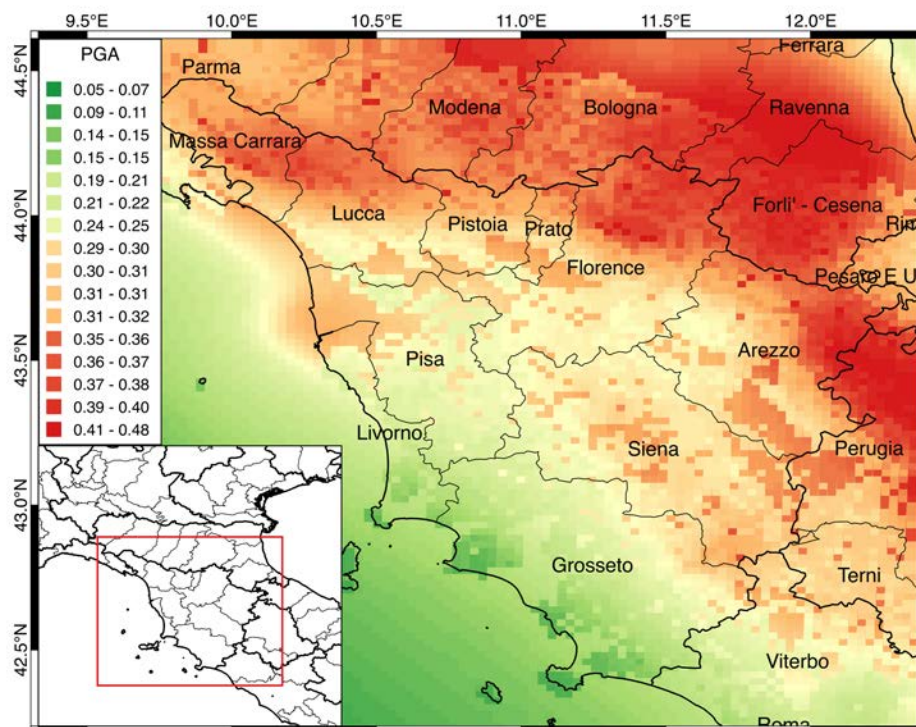 9.5°E 10.0°E 10.5°E 11.0°E 11.5°E 12.0°E
44.5°N
44.0°N
43.5°N
43.0°N
42.5°N
PGA
0.05 - 0.07
0.09 - 0.11
0.14 - 0.15
0.15 - 0.15
0.19 - 0.21
0.21 - 0.22
0.24 - 0.25
0.29 - 0.30
0.30 - 0.31
0.31 - 0.31
0.31 - 0.32
0.35 - 0.36
0.36 - 0.37
0.37 - 0.38
0.39 - 0.40
0.41 - 0.48
Ferrara
Parma
Modena Bologna Ravenna
Massa Carrara
Lucca Pistoia Prato Forli' - Cesena Rin
Florence Pesaro E U
Pisa Arezzo
Livorno Siena Perugia
Grosseto Terni
Viterbo
Roma